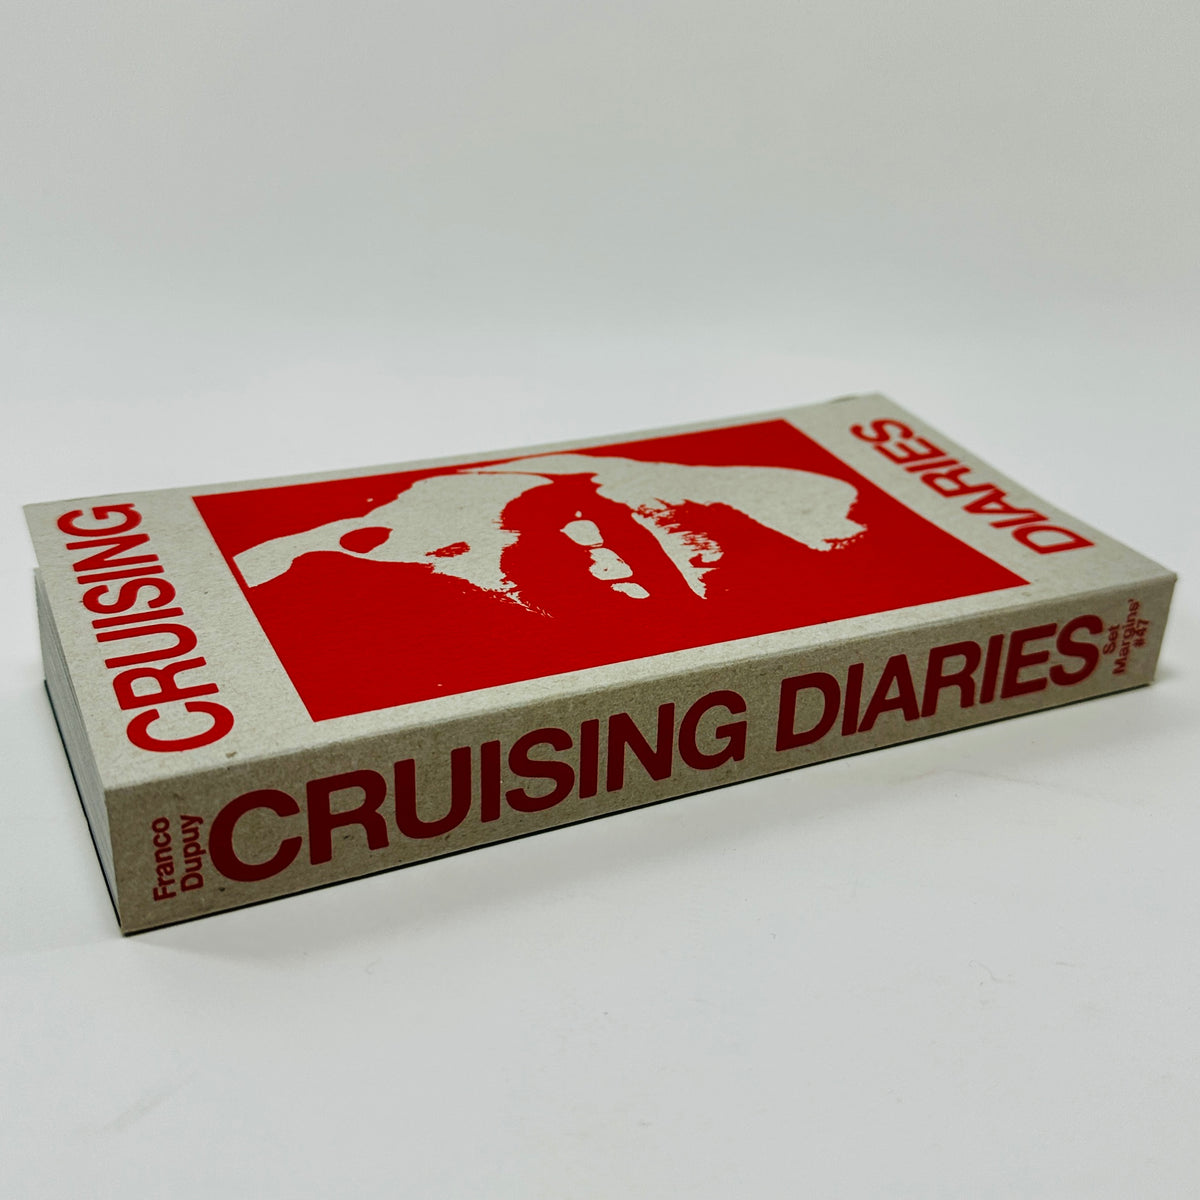 CRUISING
DIARIES
Franco
Dupuy
CRUISING DIARIES
Set
Margins'
#47